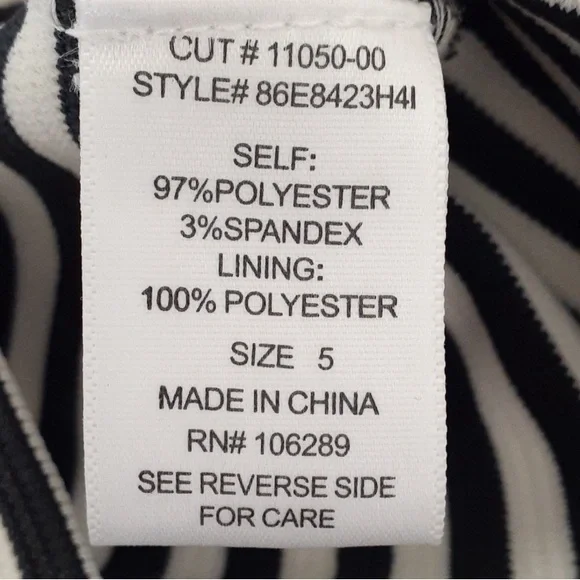 CUT # 11050-00
STYLE# 86E8423H4I
SELF:
97%POLYESTER
3%SPANDEX
LINING:
100% POLYESTER
SIZE 5
MADE IN CHINA
RN# 106289
SEE REVERSE SIDE
FOR CARE